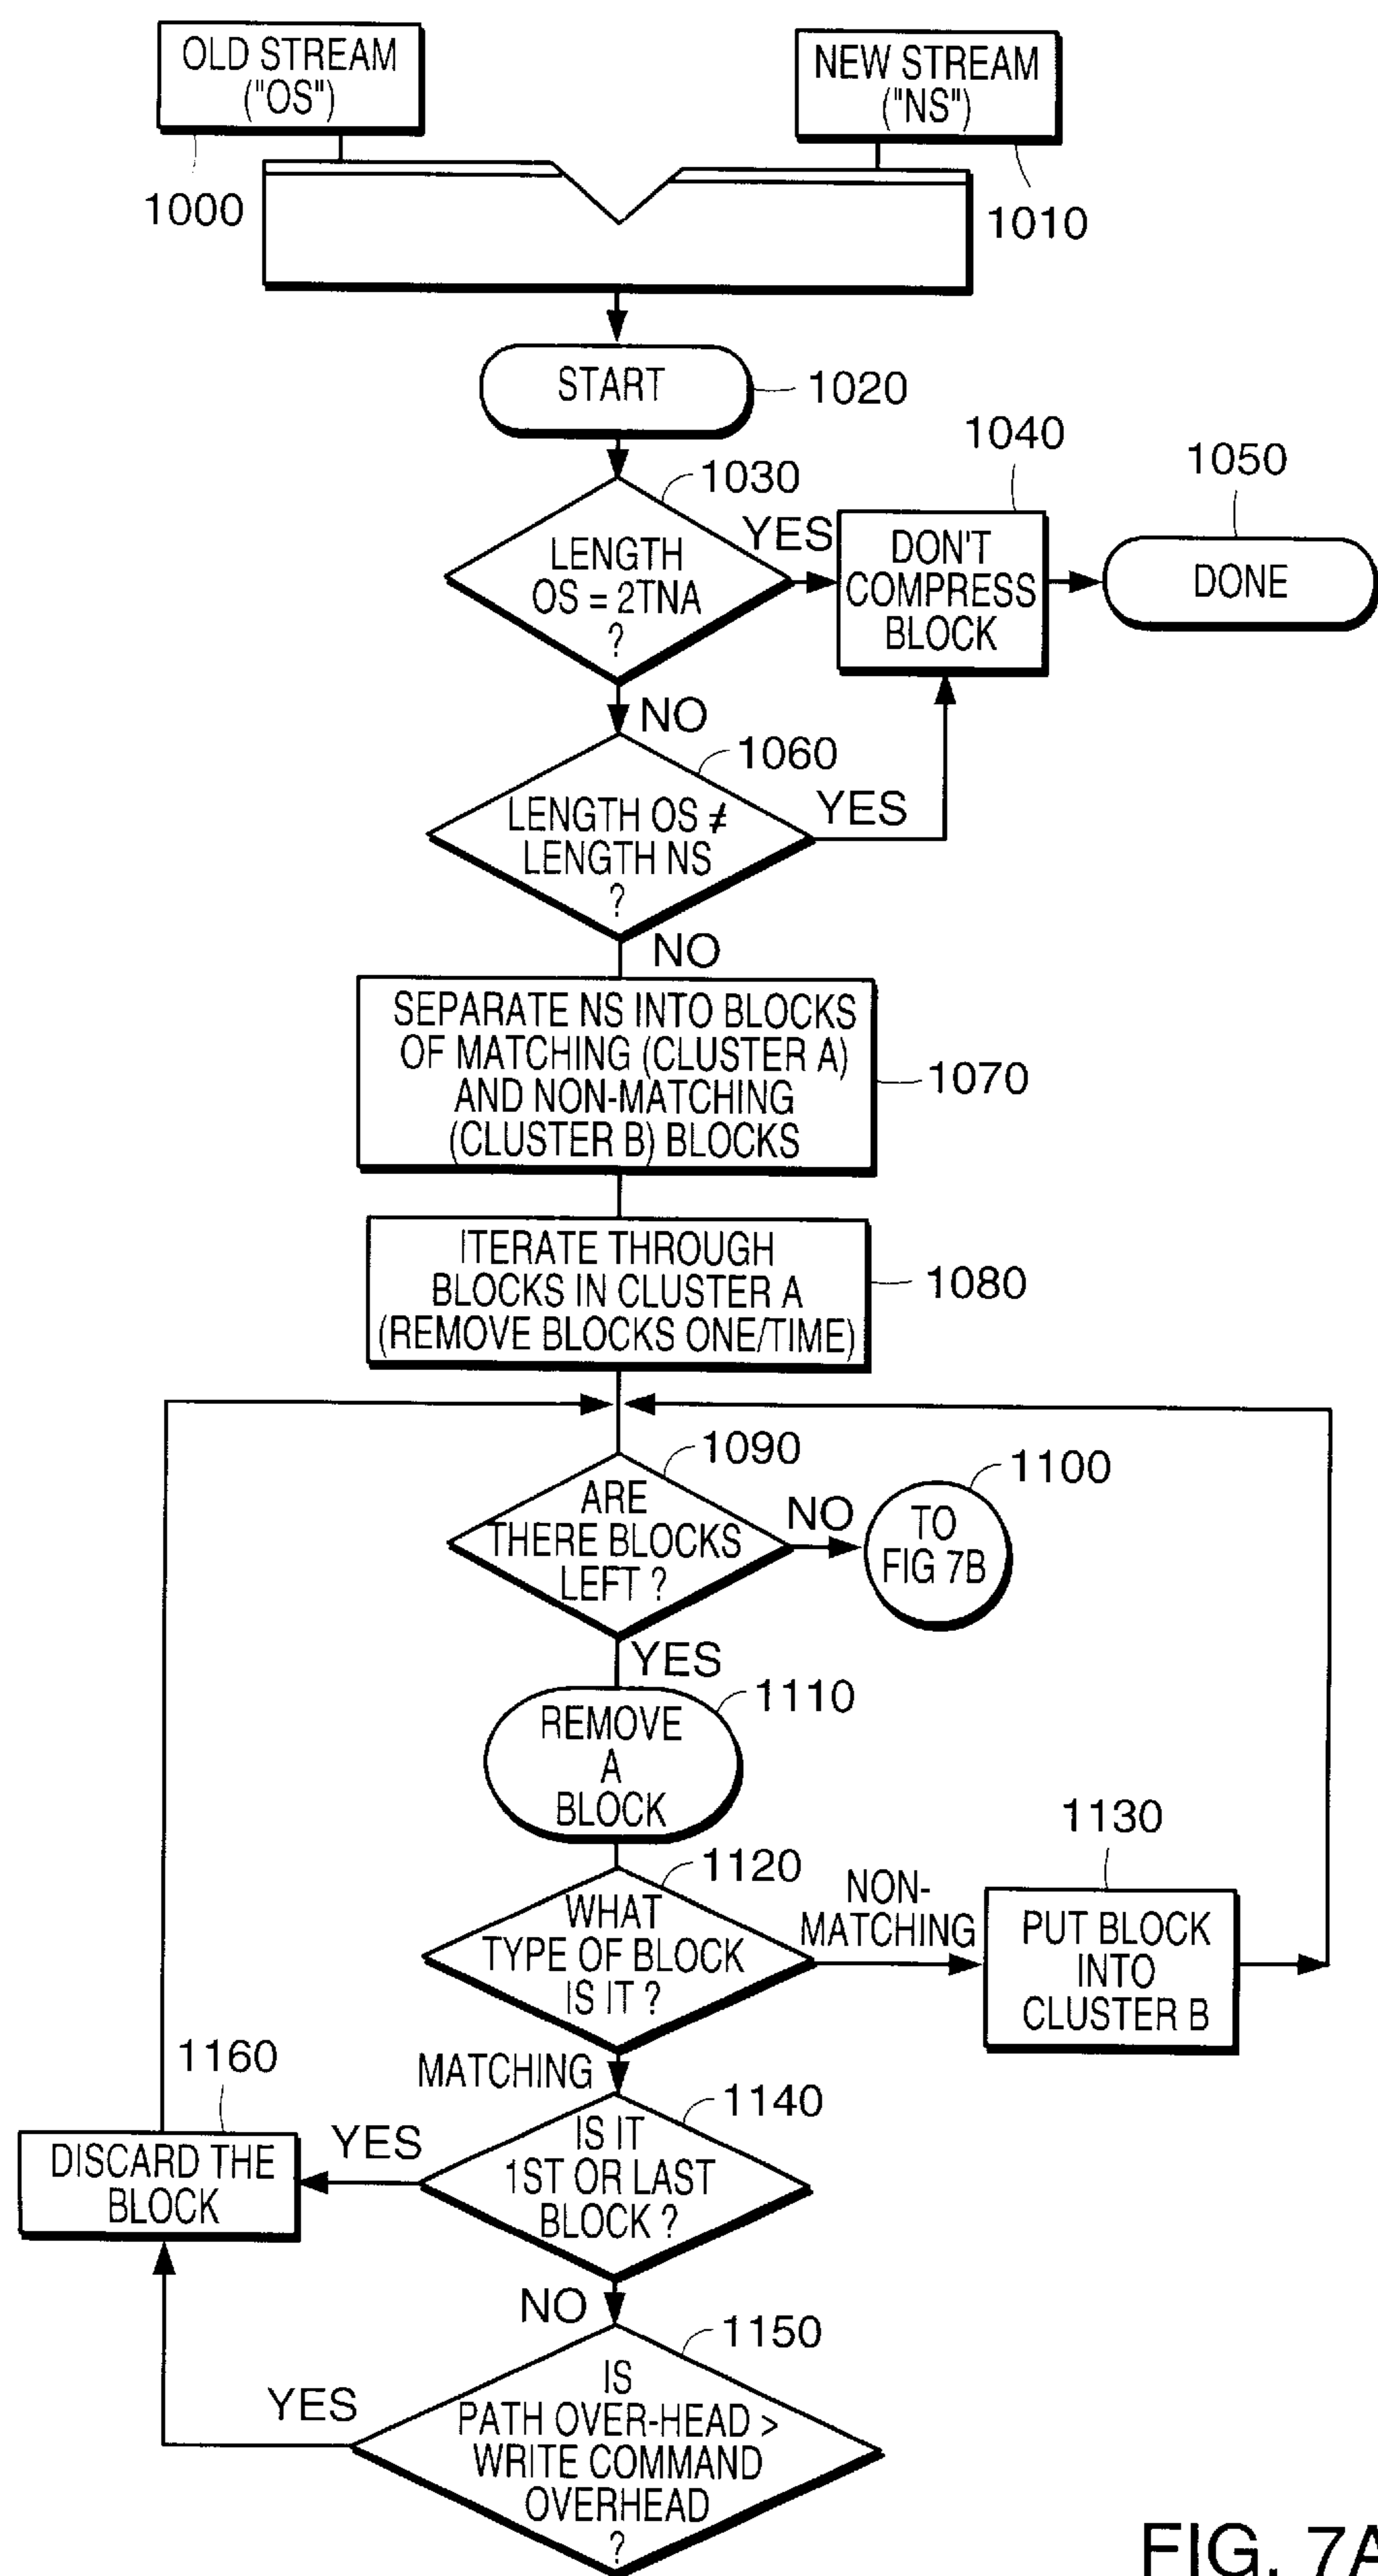 OLD STREAM
("OS")
NEW STREAM
("NS")
1000
1010
START
1020
1030
LENGTH
OS = 2TNA
?
YES
1040
DON'T
COMPRESS
BLOCK
1050
DONE
NO
1060
LENGTH OS ≠
LENGTH NS
?
YES
NO
SEPARATE NS INTO BLOCKS
OF MATCHING (CLUSTER A)
AND NON-MATCHING
(CLUSTER B) BLOCKS
1070
ITERATE THROUGH
BLOCKS IN CLUSTER A
(REMOVE BLOCKS ONE/TIME)
1080
1090
ARE
THERE BLOCKS
LEFT ?
NO
1100
TO
FIG 7B
YES
1110
REMOVE
A
BLOCK
1120
WHAT
TYPE OF BLOCK
IS IT ?
NON-
MATCHING
1130
PUT BLOCK
INTO
CLUSTER B
MATCHING
1140
IS IT
1ST OR LAST
BLOCK ?
YES
1160
DISCARD THE
BLOCK
NO
1150
IS
PATH OVER-HEAD >
WRITE COMMAND
OVERHEAD
?
YES
FIG. 7A